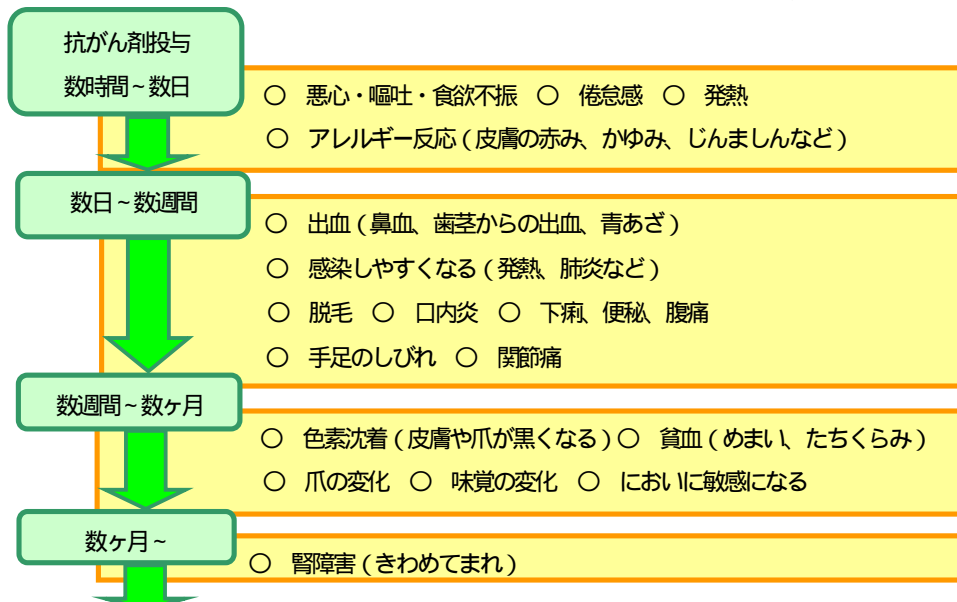 抗がん剤投与
数時間~数日
○ 悪心・嘔吐・食欲不振 ○ 倦怠感 ○ 発熱
○ アレルギー反応(皮膚の赤み、かゆみ、じんましんなど)
数日~数週間
○ 出血(鼻血、歯茎からの出血、青あざ)
○ 感染しやすくなる(発熱、肺炎など)
○ 脱毛 ○ 口内炎 ○ 下痢、便秘、腹痛
○ 手足のしびれ ○ 関節痛
数週間~数ヶ月
○ 色素沈着(皮膚や爪が黒くなる)○ 貧血(めまい、たちくらみ)
○ 爪の変化 ○ 味覚の変化 ○ においに敏感になる
数ヶ月~
○ 腎障害(きわめてまれ)